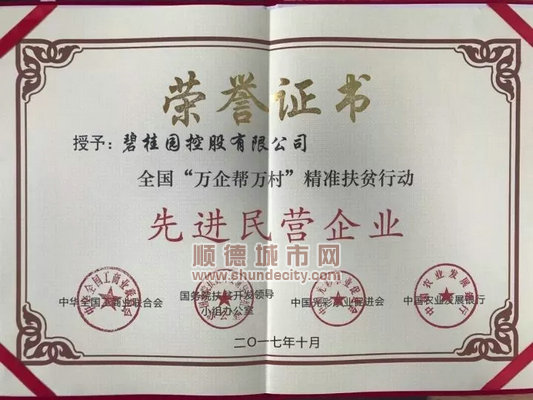 荣誉证书
授予：碧桂园控股有限公司
全国“万企帮万村”精准扶贫行动
先进民营企业
顺德城市网
www.shundecity.com
中华全国工商业联合会
国务院扶贫开发领导
小组办公室
中国光彩事业促进会
中国农业发展银行
二〇一七年十月